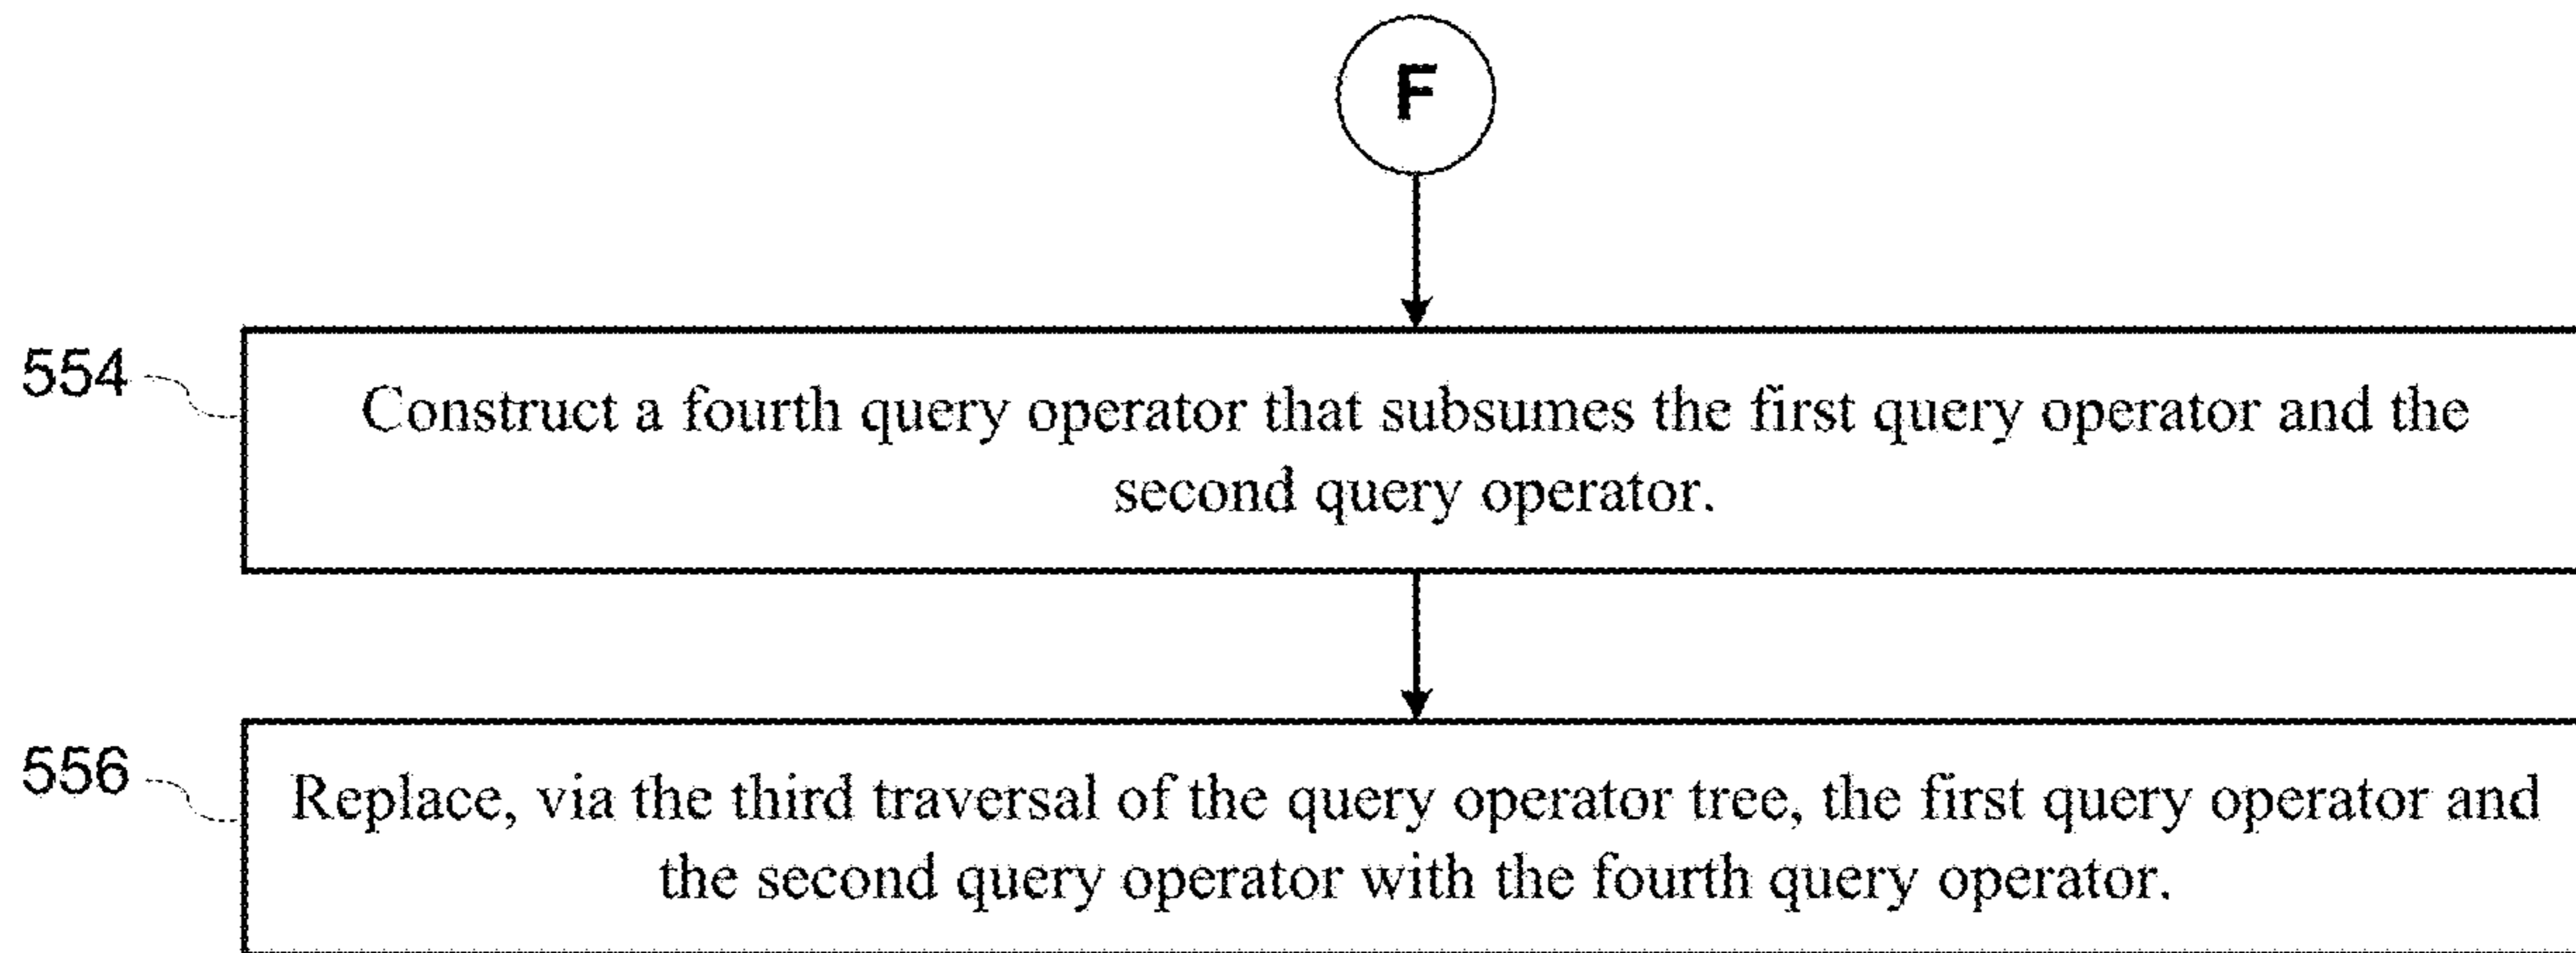 F
554
Construct a fourth query operator that subsumes the first query operator and the
second query operator.
556
Replace, via the third traversal of the query operator tree, the first query operator and
the second query operator with the fourth query operator.